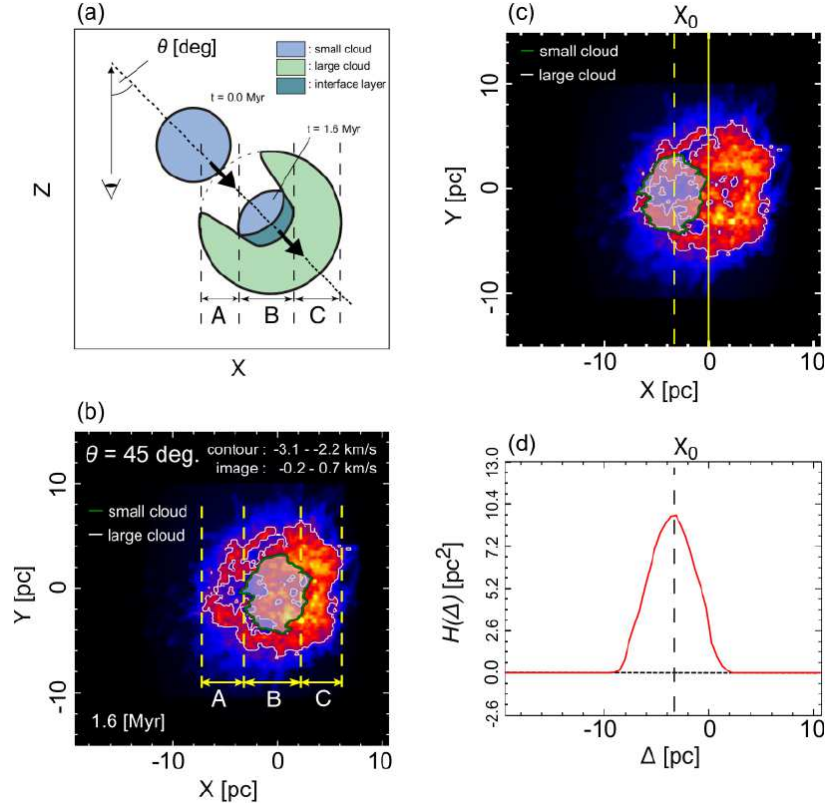 (a)
θ [deg]
: small cloud
: large cloud
: interface layer
t = 0.0 Myr
t = 1.6 Myr
Z
A B C
X
(b)
θ = 45 deg.
contour : -3.1 - -2.2 km/s
image : -0.2 - 0.7 km/s
small cloud
large cloud
10
0
-10
Y [pc]
A B C
1.6 [Myr]
-10 0 10
X [pc]
(c)
X₀
small cloud
large cloud
10
0
-10
Y [pc]
-10 0 10
X [pc]
(d)
X₀
13.0
10.4
7.2
5.2
2.6
0.0
-2.6
H(Δ) [pc²]
-10 0 10
Δ [pc]